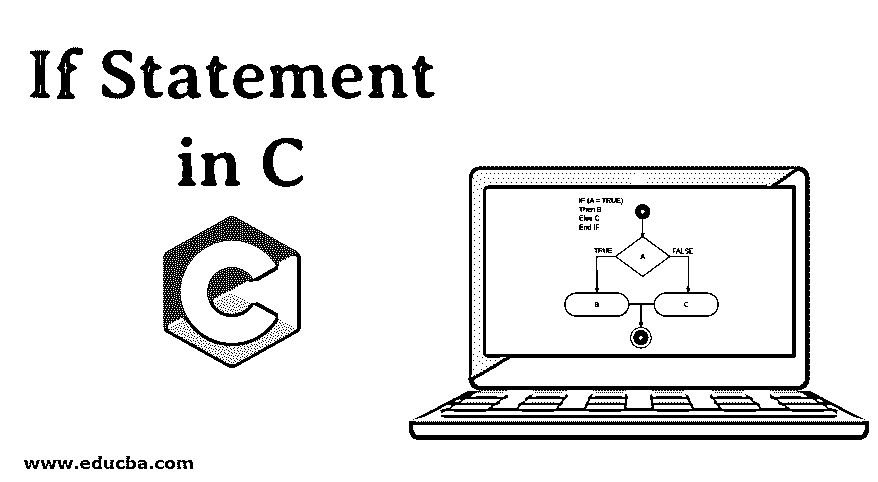 If Statement
in C
IF (A = TRUE)
Then B
Else C
End IF
TRUE
A
FALSE
B
C
www.educba.com